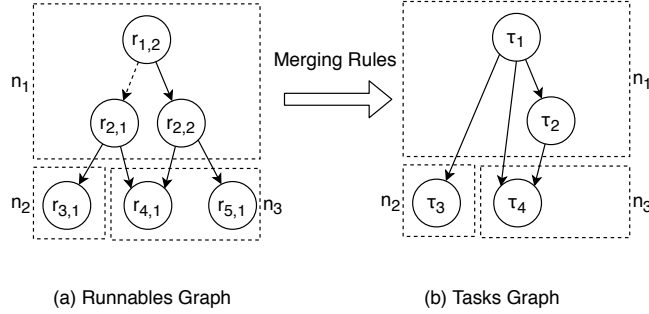 r1,2
τ1
n1
Merging Rules
n1
r2,1
r2,2
τ2
n2
r3,1
r4,1
r5,1
n3
n2
τ3
τ4
n3
(a) Runnables Graph
(b) Tasks Graph